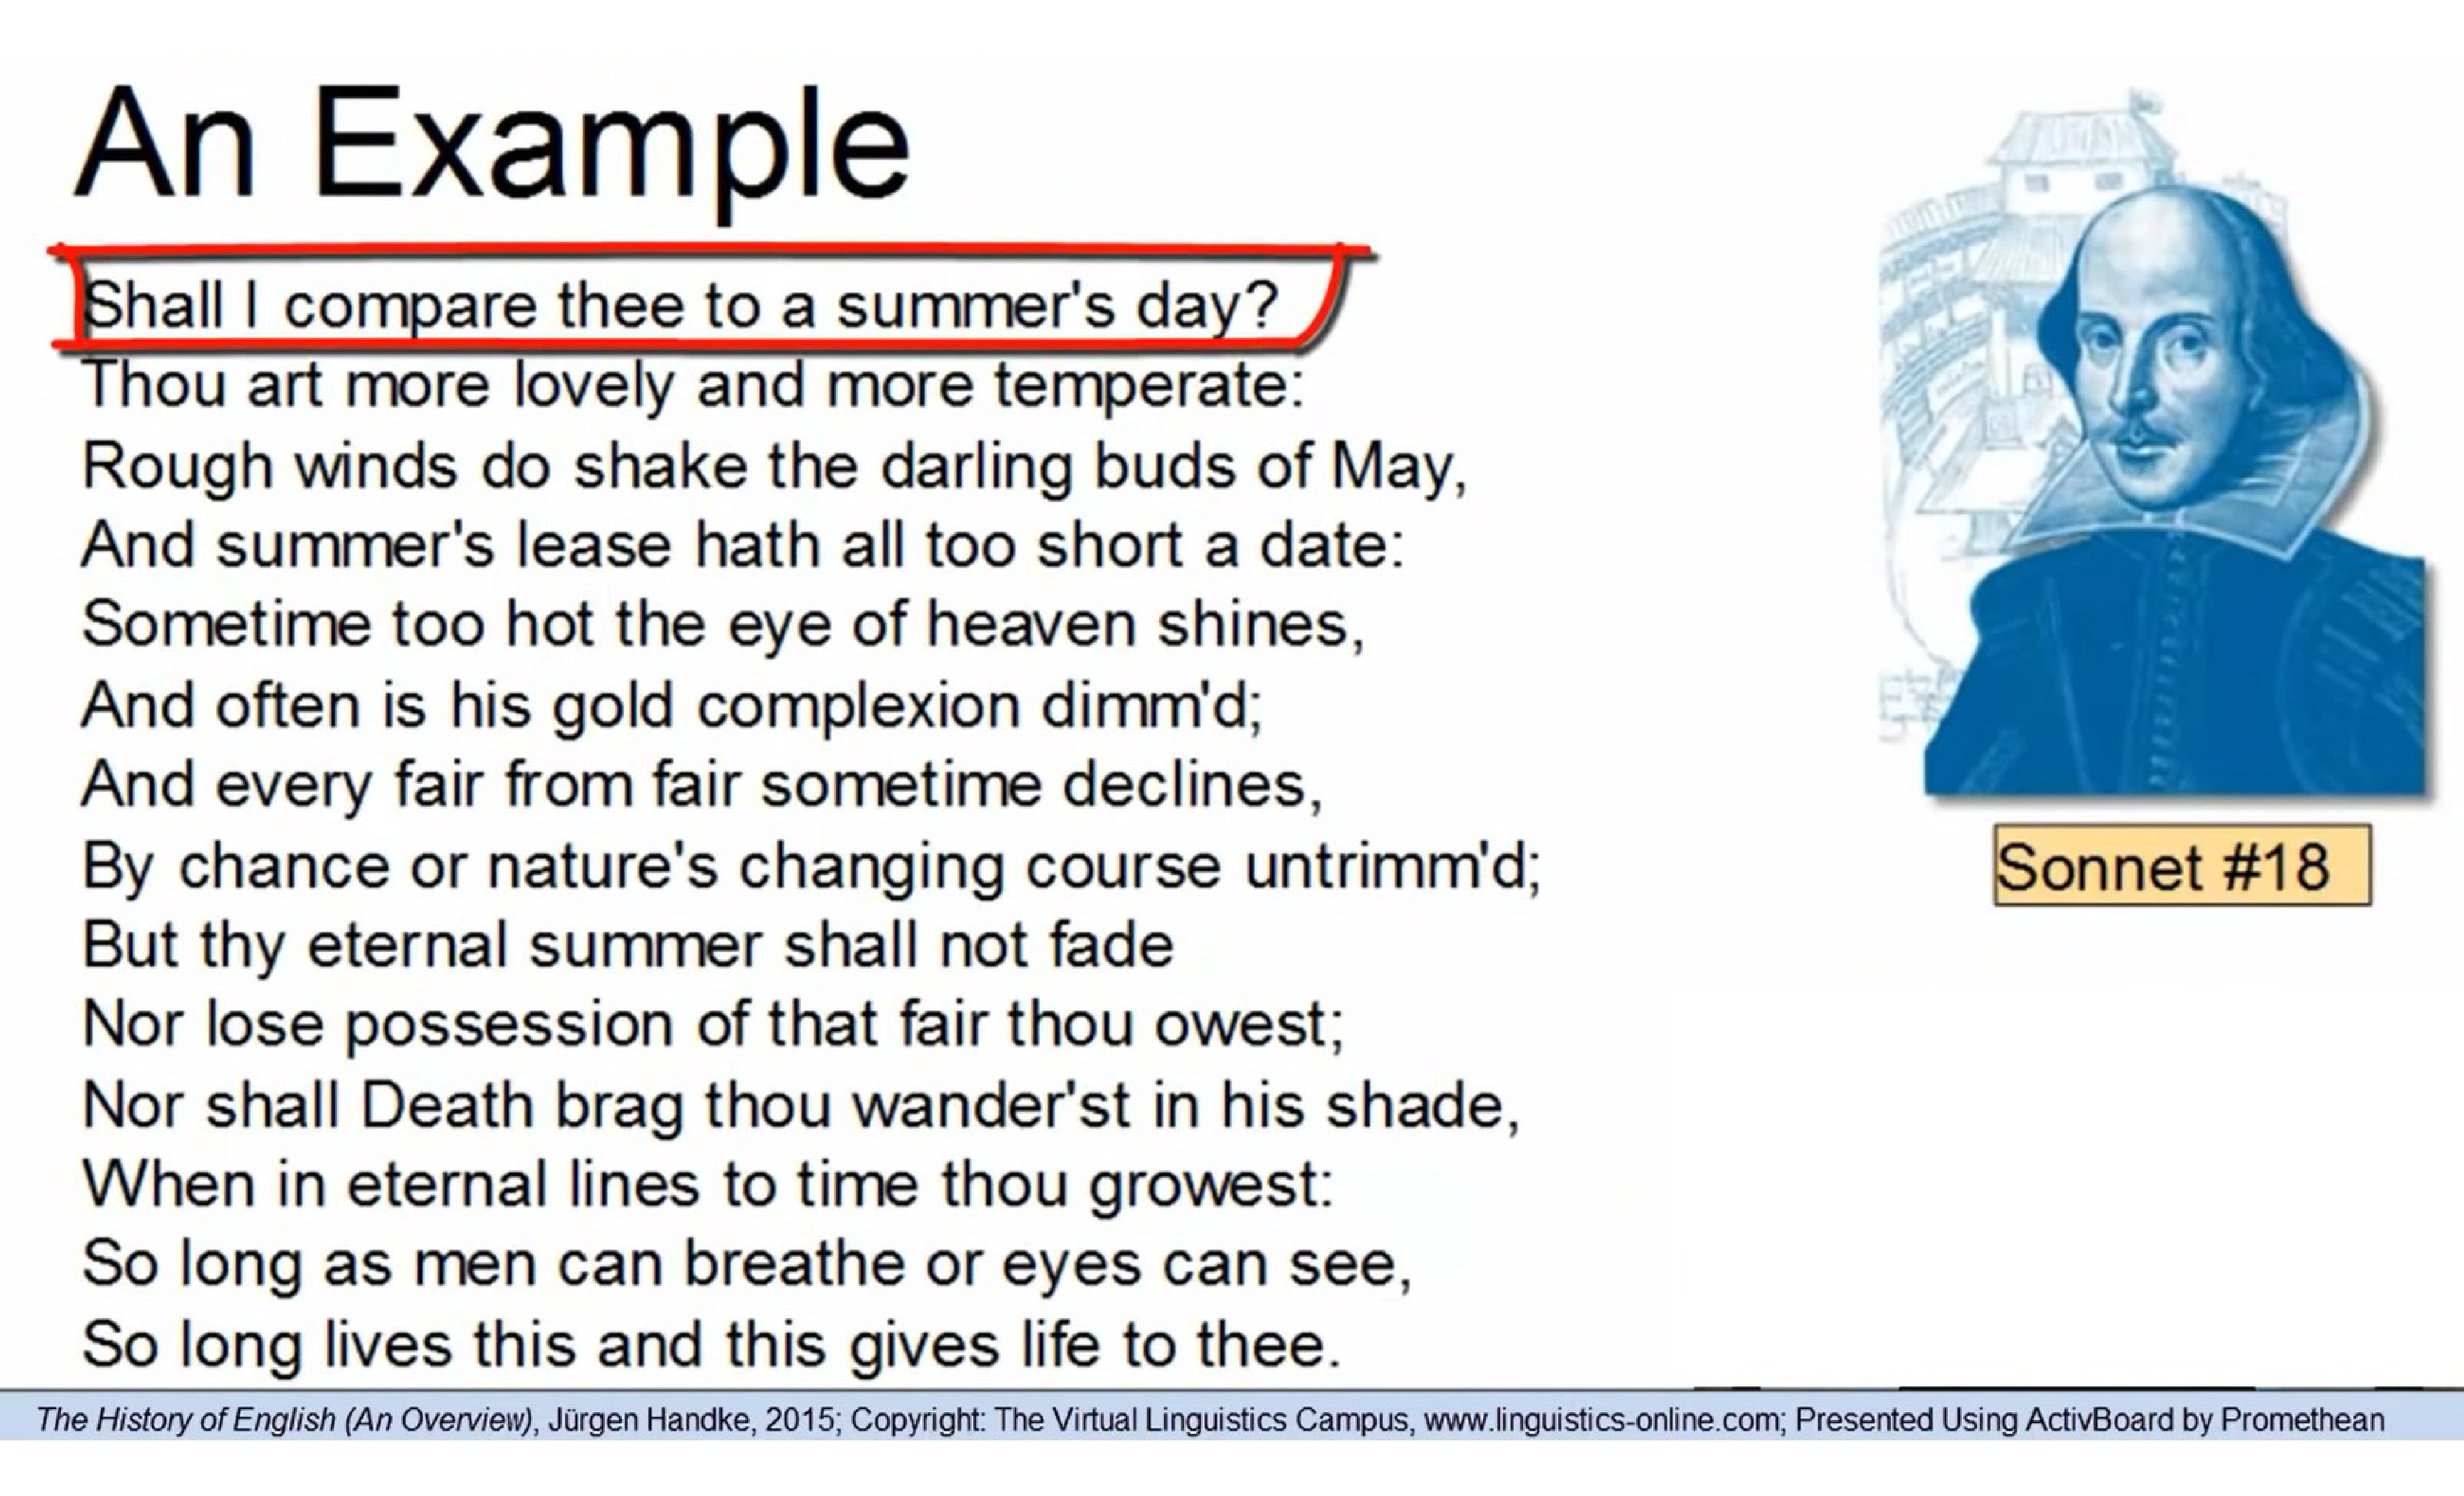 An Example
Shall I compare thee to a summer's day?
Thou art more lovely and more temperate:
Rough winds do shake the darling buds of May,
And summer's lease hath all too short a date:
Sometime too hot the eye of heaven shines,
And often is his gold complexion dimm'd;
And every fair from fair sometime declines,
By chance or nature's changing course untrimm'd;
But thy eternal summer shall not fade
Nor lose possession of that fair thou owest;
Nor shall Death brag thou wander'st in his shade,
When in eternal lines to time thou growest:
So long as men can breathe or eyes can see,
So long lives this and this gives life to thee.
Sonnet #18
The History of English (An Overview), Jürgen Handke, 2015; Copyright: The Virtual Linguistics Campus, www.linguistics-online.com; Presented Using ActivBoard by Promethean